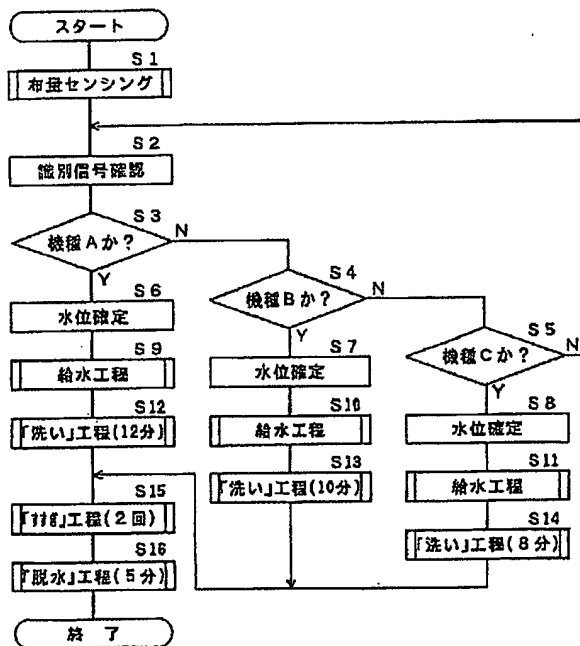 スタート
S1
布量センシング
S2
識別信号確認
S3
機種Aか?
N
Y
S4
機種Bか?
N
Y
S5
機種Cか?
N
Y
S6
水位確定
S7
水位確定
S8
水位確定
S9
給水工程
S10
給水工程
S11
給水工程
S12
『洗い』工程(12分)
S13
『洗い』工程(10分)
S14
『洗い』工程(8分)
S15
『すすぎ』工程(2回)
S16
『脱水』工程(5分)
終了